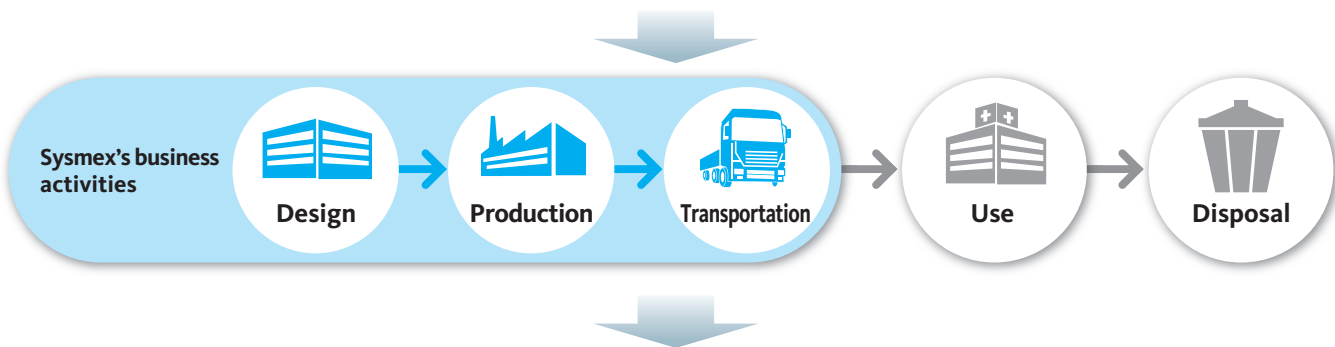 Sysmex’s business
activities
Design
Production
Transportation
Use
Disposal